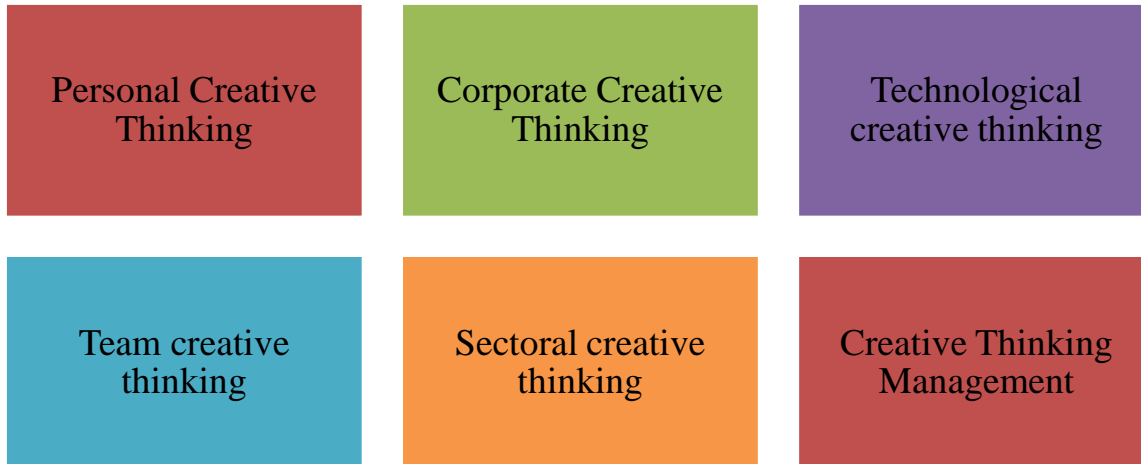 Personal Creative
Thinking
Corporate Creative
Thinking
Technological
creative thinking
Team creative
thinking
Sectoral creative
thinking
Creative Thinking
Management